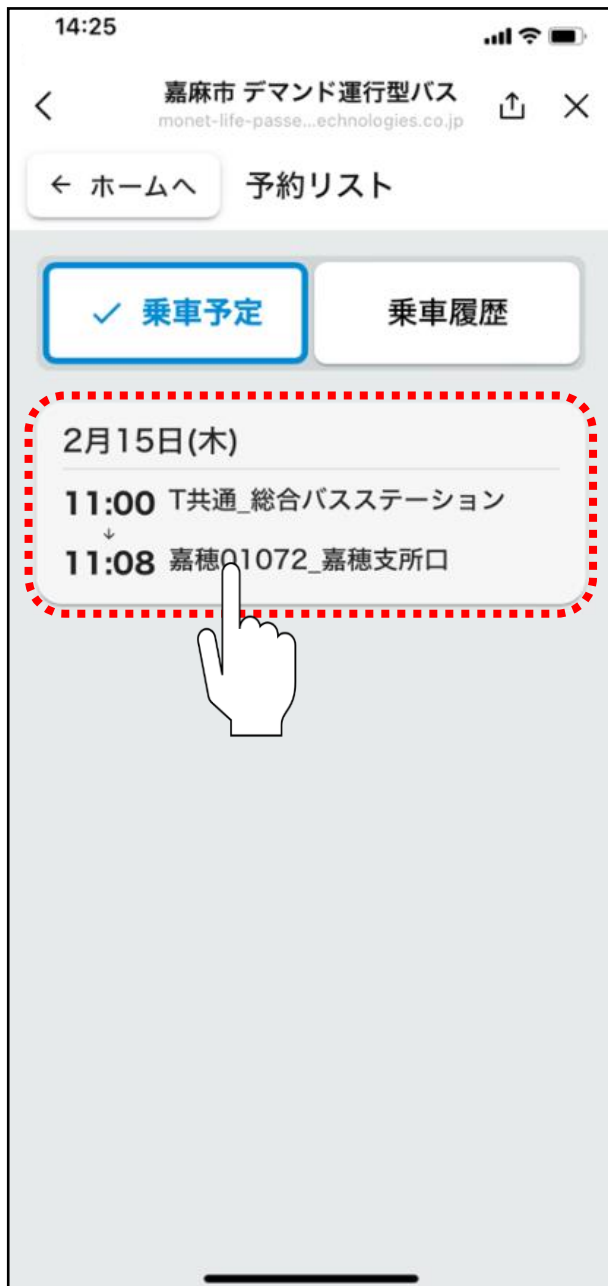 14:25
嘉麻市 デマンド運行型バス
monet-life-passe...echnologies.co.jp
← ホームへ 予約リスト
✓ 乗車予定 乗車履歴
2月15日(木)
11:00 T共通_総合バスステーション
↓
11:08 嘉穂01072_嘉穂支所口